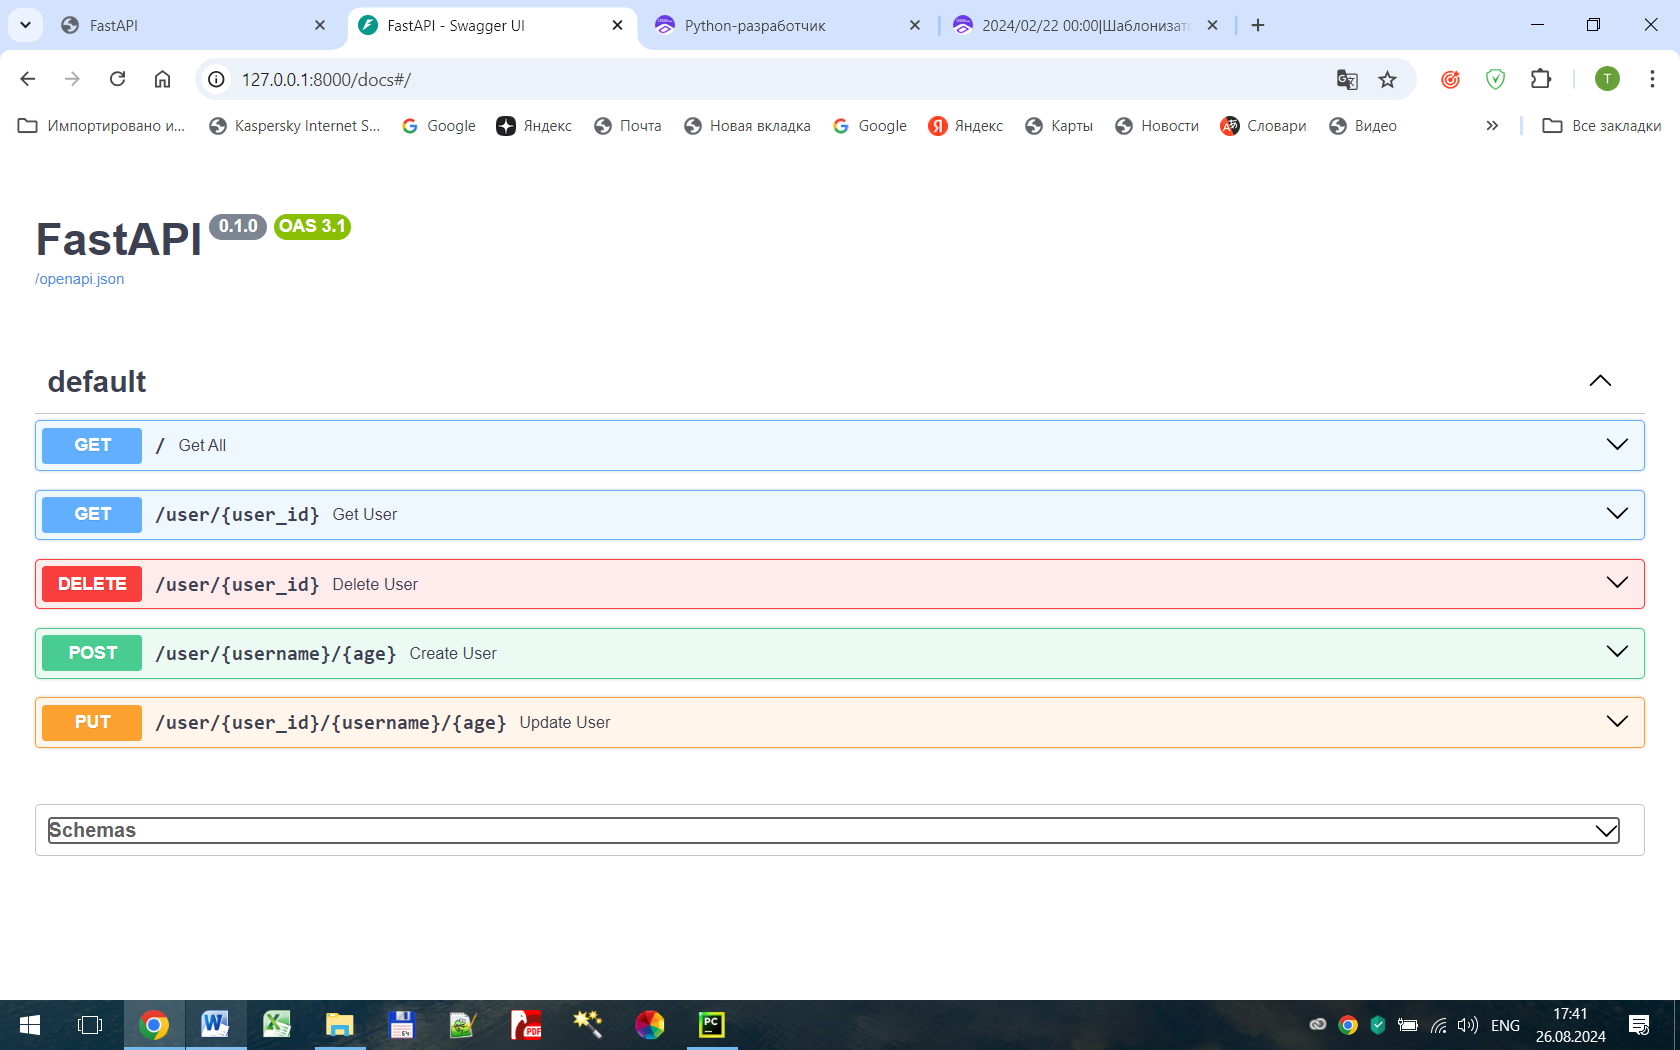 FastAPI
FastAPI - Swagger UI
Python-разработчик
2024/02/22 00:00|Шаблонизат
127.0.0.1:8000/docs#/
T
Импортировано и...
Kaspersky Internet S...
Google
Яндекс
Почта
Новая вкладка
Google
Яндекс
Карты
Новости
Словари
Видео
Все закладки
FastAPI 0.1.0 OAS 3.1
/openapi.json
default
GET / Get All
GET /user/{user_id} Get User
DELETE /user/{user_id} Delete User
POST /user/{username}/{age} Create User
PUT /user/{user_id}/{username}/{age} Update User
Schemas
64
PDF
PC
ENG
17:41
26.08.2024